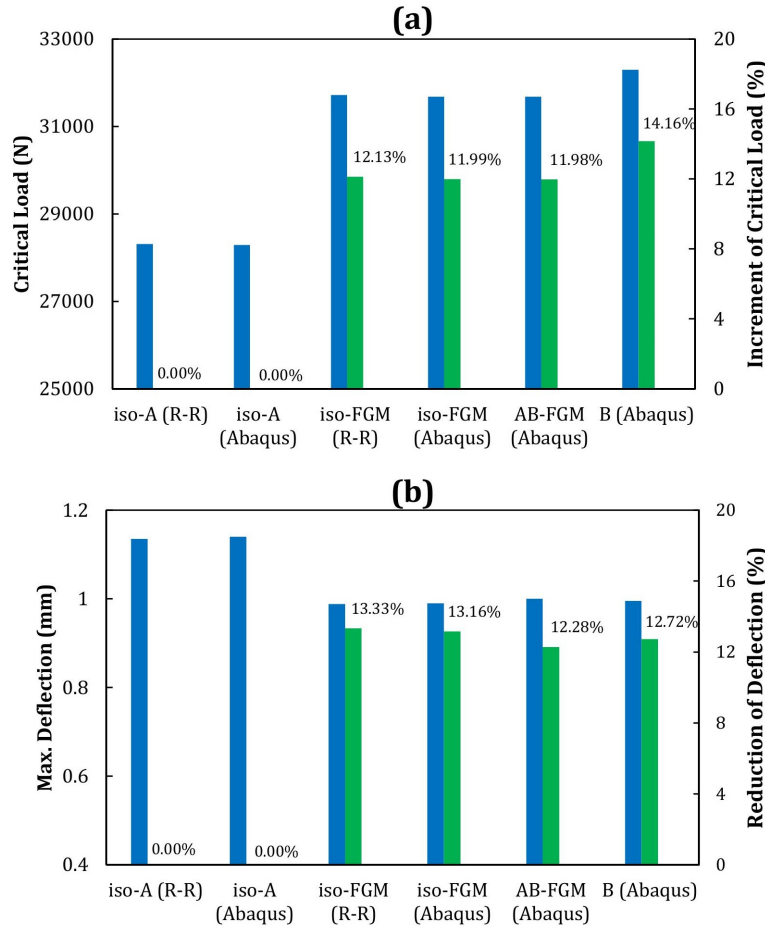 (a)
Critical Load (N)
33000
31000
29000
27000
25000
0.00%
0.00%
12.13%
11.99%
11.98%
14.16%
20
16
12
8
4
0
Increment of Critical Load (%)
iso-A (R-R)
iso-A
(Abaqus)
iso-FGM
(R-R)
iso-FGM
(Abaqus)
AB-FGM
(Abaqus)
B (Abaqus)
(b)
Max. Deflection (mm)
1.2
1
0.8
0.6
0.4
0.00%
0.00%
13.33%
13.16%
12.28%
12.72%
20
16
12
8
4
0
Reduction of Deflection (%)
iso-A (R-R)
iso-A
(Abaqus)
iso-FGM
(R-R)
iso-FGM
(Abaqus)
AB-FGM
(Abaqus)
B (Abaqus)